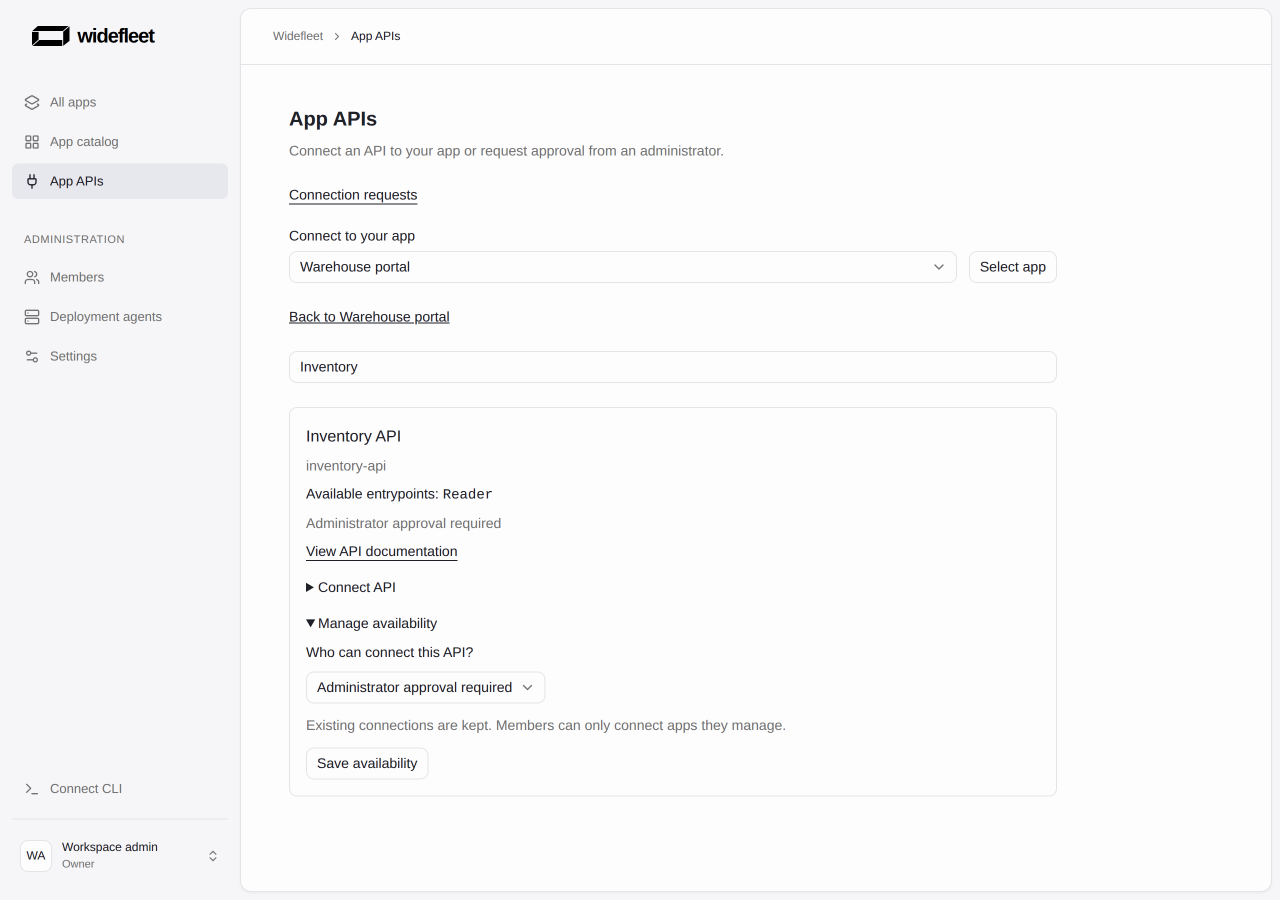 widefleet
Widefleet > App APIs
All apps
App catalog
App APIs
ADMINISTRATION
Members
Deployment agents
Settings
Connect CLI
WA
Workspace admin
Owner
App APIs
Connect an API to your app or request approval from an administrator.
Connection requests
Connect to your app
Warehouse portal
Select app
Back to Warehouse portal
Inventory
Inventory API
inventory-api
Available entrypoints: Reader
Administrator approval required
View API documentation
Connect API
Manage availability
Who can connect this API?
Administrator approval required
Existing connections are kept. Members can only connect apps they manage.
Save availability